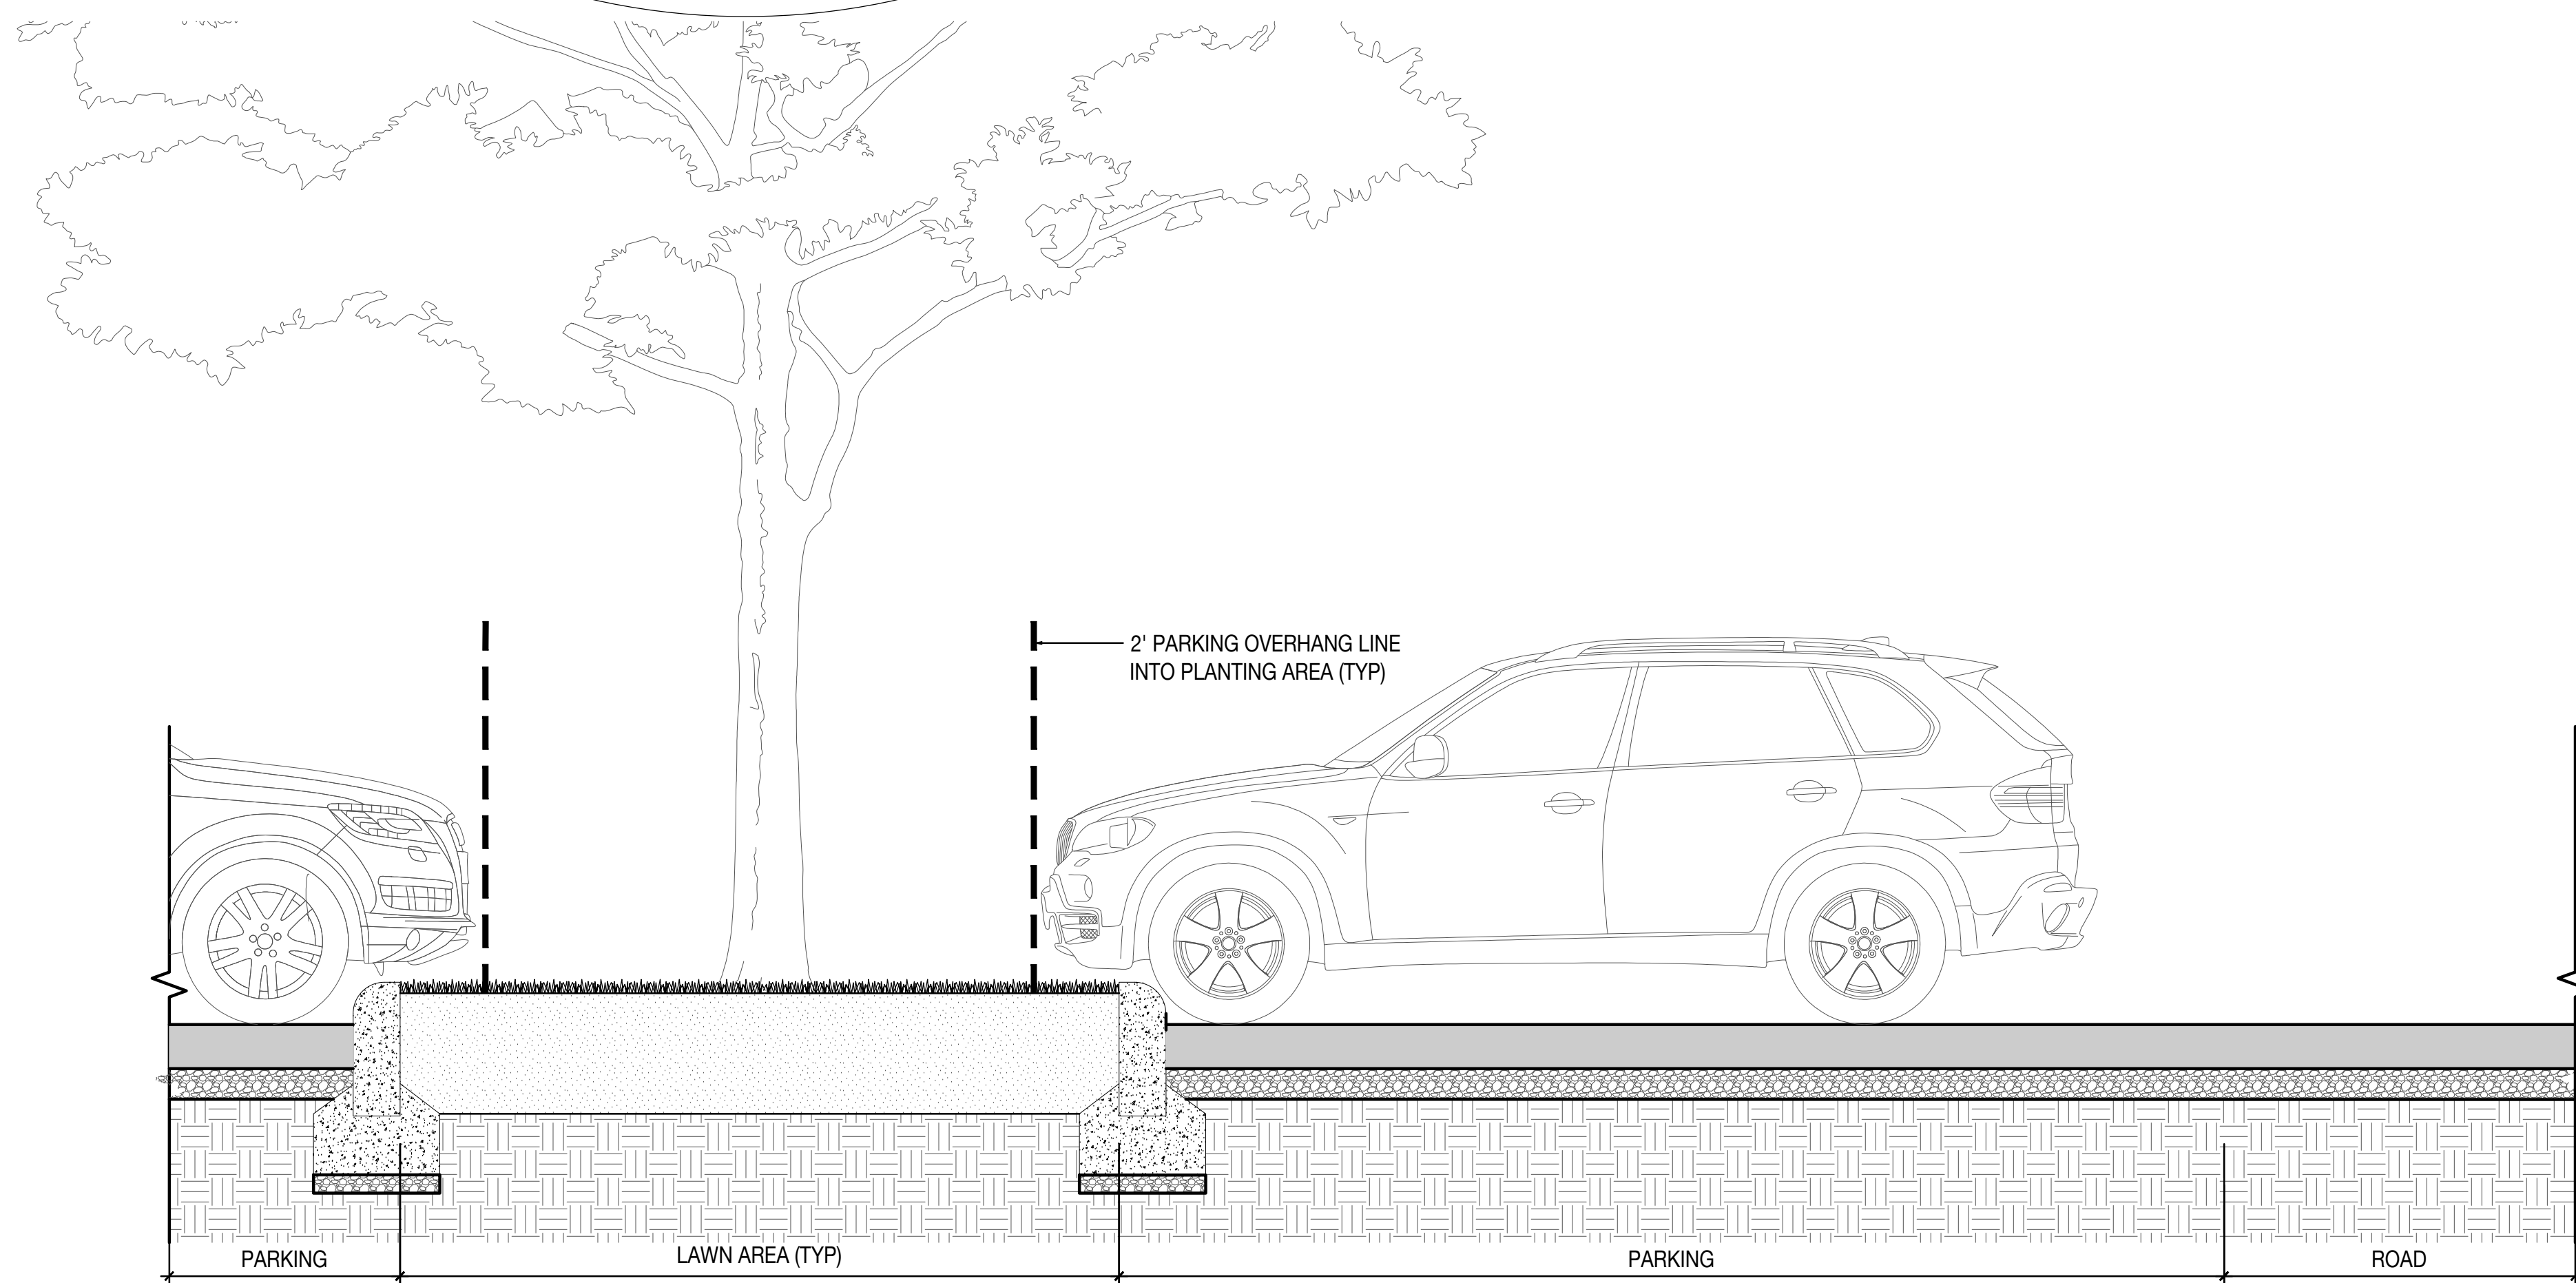 2' PARKING OVERHANG LINE
INTO PLANTING AREA (TYP)
PARKING
LAWN AREA (TYP)
PARKING
ROAD